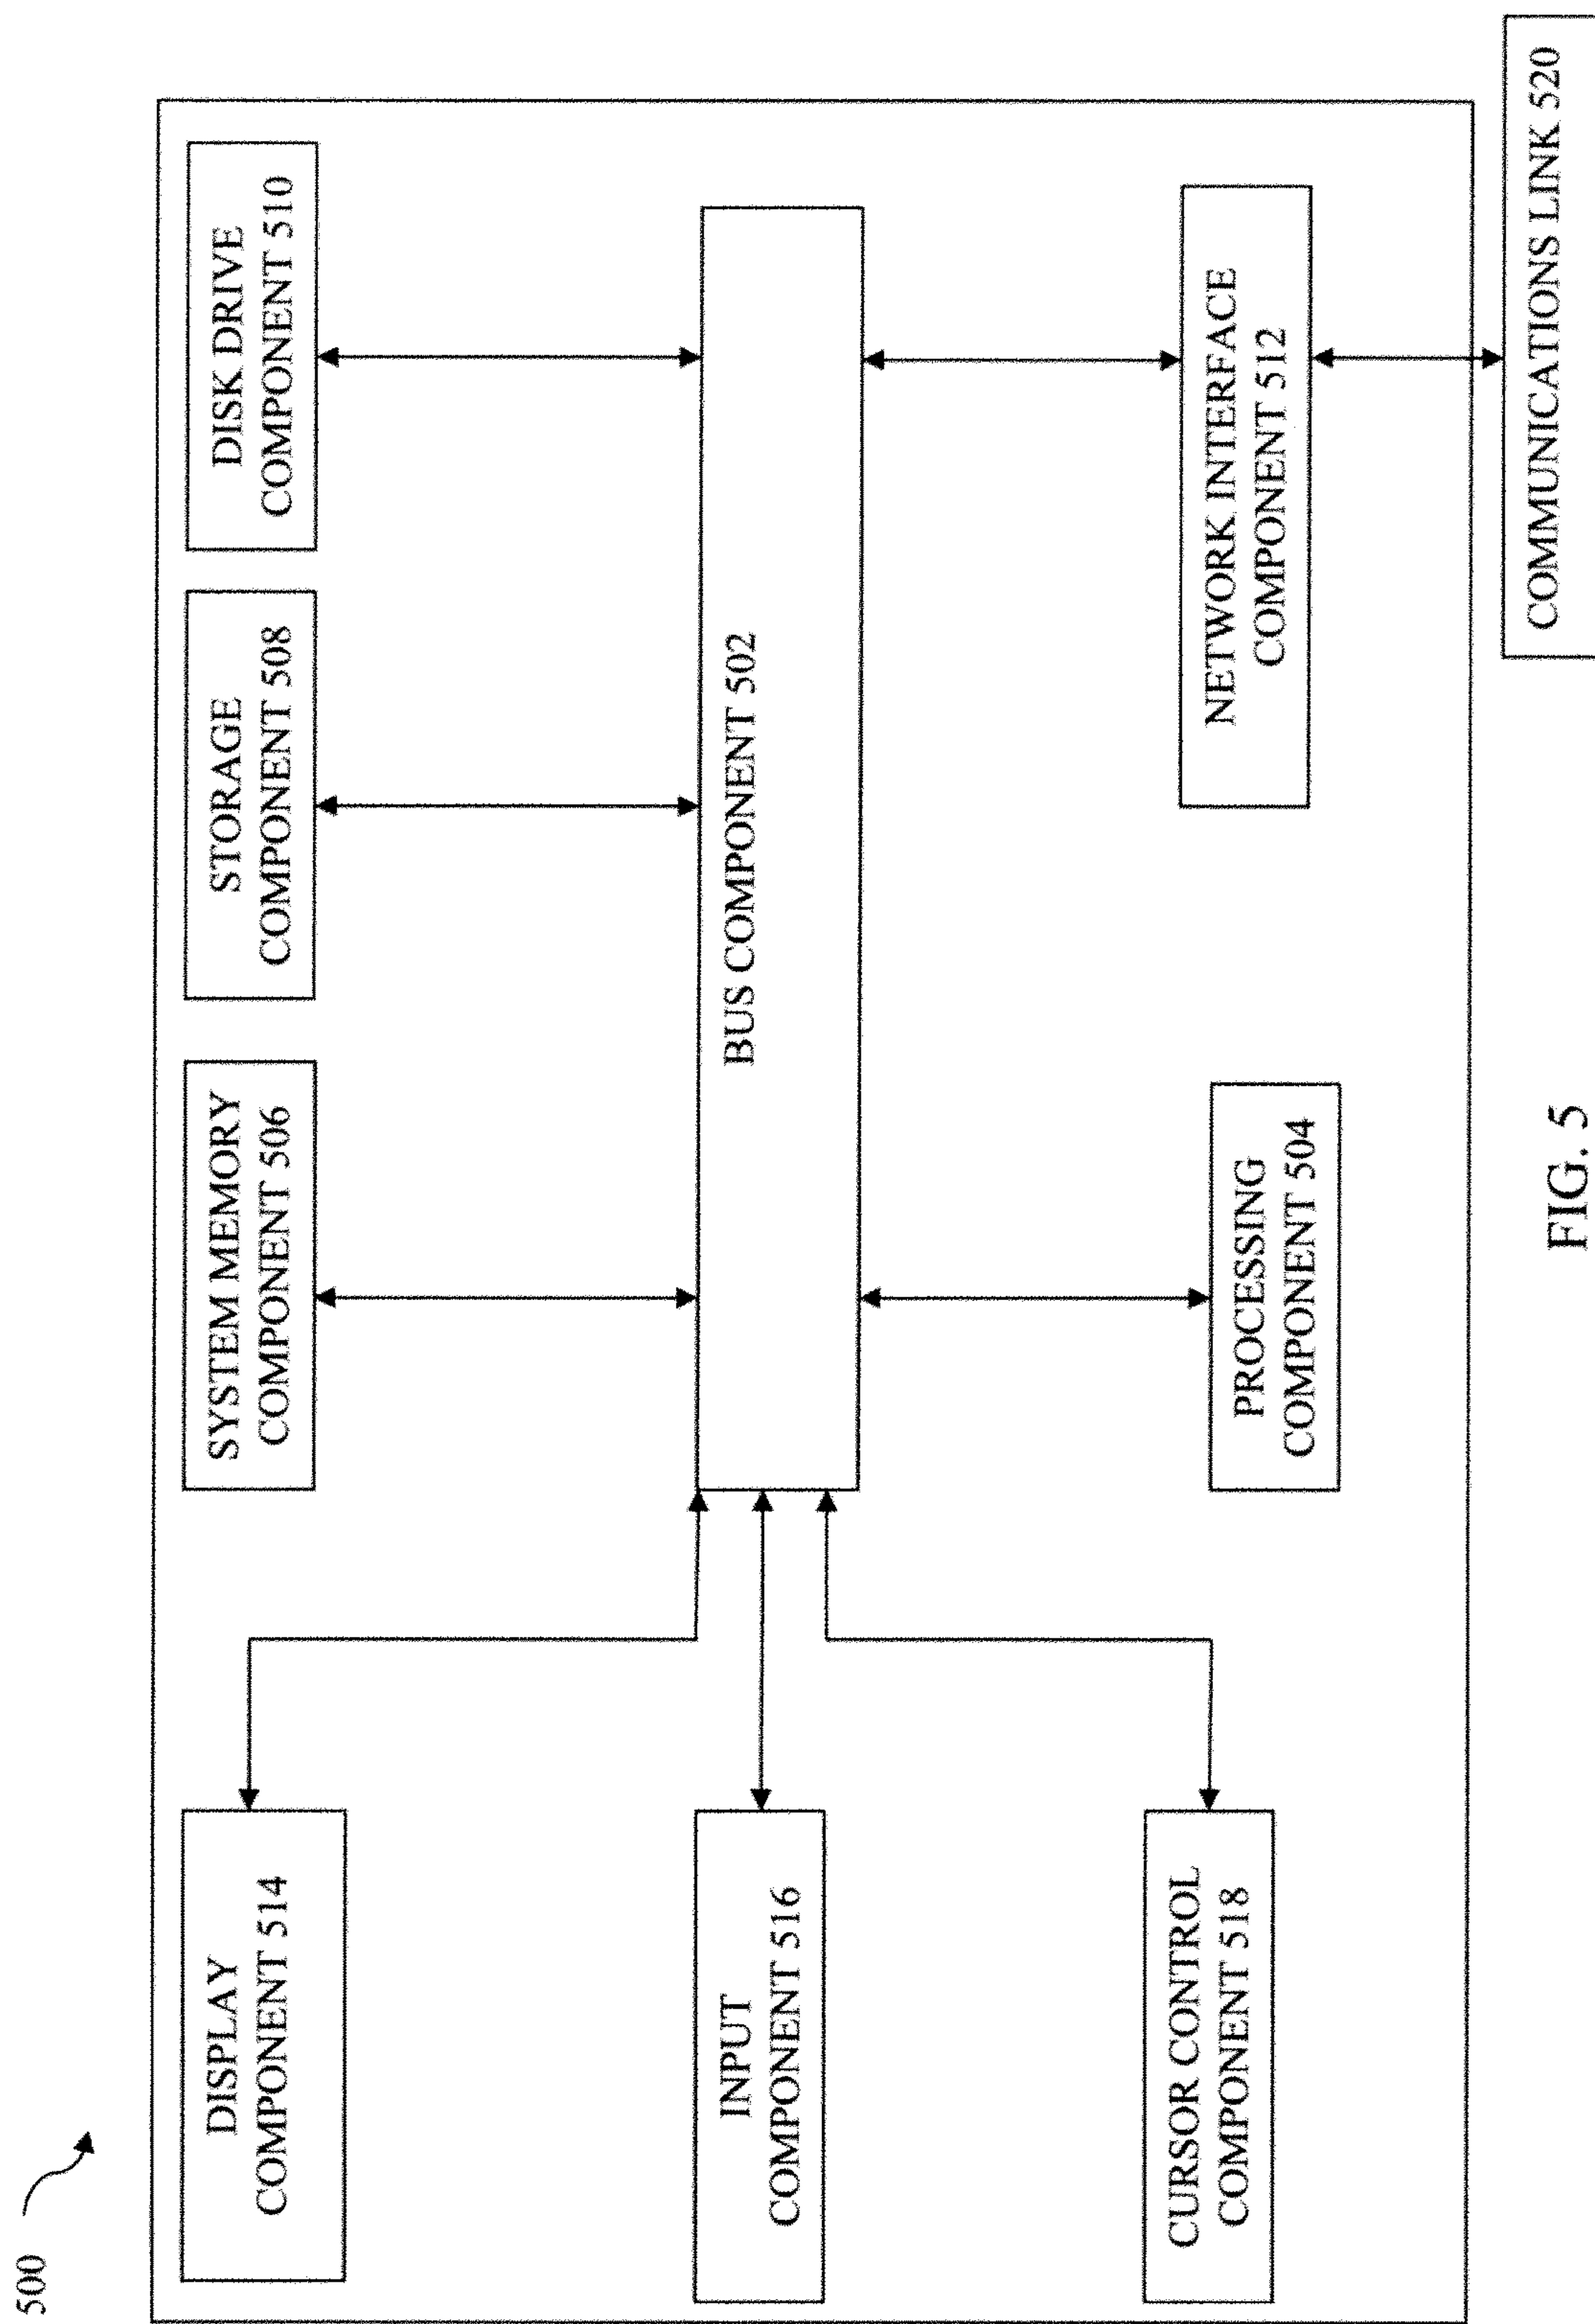 500
DISPLAY
COMPONENT 514
SYSTEM MEMORY
COMPONENT 506
STORAGE
COMPONENT 508
DISK DRIVE
COMPONENT 510
INPUT
COMPONENT 516
BUS COMPONENT 502
CURSOR CONTROL
COMPONENT 518
PROCESSING
COMPONENT 504
NETWORK INTERFACE
COMPONENT 512
COMMUNICATIONS LINK 520
FIG. 5